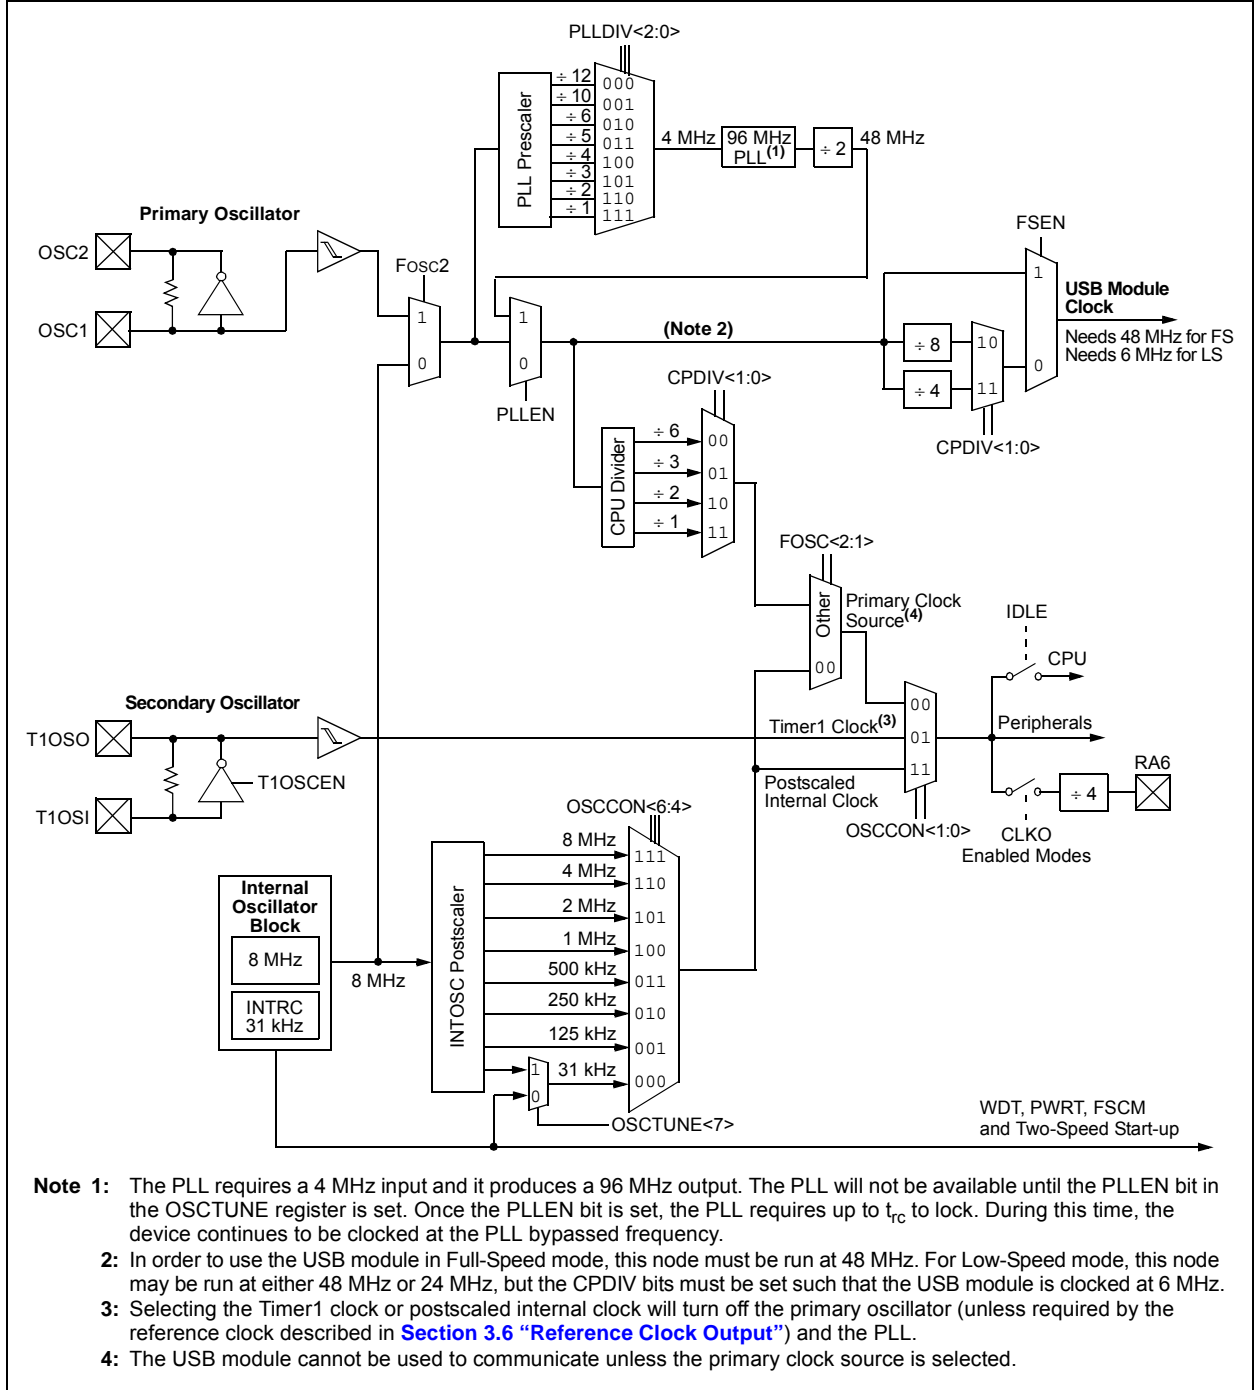 PLLDIV<2:0>
PLL Prescaler
÷ 12
÷ 10
÷ 6
÷ 5
÷ 4
÷ 3
÷ 2
÷ 1
000
001
010
011
100
101
110
111
4 MHz
96 MHz
PLL(1)
÷ 2
48 MHz
Primary Oscillator
OSC2
OSC1
FOSC2
1
0
1
0
PLLEN
(Note 2)
FSEN
1
0
USB Module
Clock
Needs 48 MHz for FS
Needs 6 MHz for LS
÷ 8
÷ 4
10
11
CPDIV<1:0>
CPDIV<1:0>
CPU Divider
÷ 6
÷ 3
÷ 2
÷ 1
00
01
10
11
FOSC<2:1>
Other
00
Primary Clock
Source(4)
IDLE
CPU
Secondary Oscillator
T1OSO
T1OSI
T1OSCEN
Timer1 Clock(3)
00
01
11
Peripherals
RA6
÷ 4
Postscaled
Internal Clock
OSCCON<1:0>
CLKO
Enabled Modes
OSCCON<6:4>
Internal
Oscillator
Block
8 MHz
INTRC
31 kHz
8 MHz
INTOSC Postscaler
8 MHz
4 MHz
2 MHz
1 MHz
500 kHz
250 kHz
125 kHz
31 kHz
111
110
101
100
011
010
001
000
1
0
OSCTUNE<7>
WDT, PWRT, FSCM
and Two-Speed Start-up
Note 1: The PLL requires a 4 MHz input and it produces a 96 MHz output. The PLL will not be available until the PLLEN bit in
the OSCTUNE register is set. Once the PLLEN bit is set, the PLL requires up to trc to lock. During this time, the
device continues to be clocked at the PLL bypassed frequency.
2: In order to use the USB module in Full-Speed mode, this node must be run at 48 MHz. For Low-Speed mode, this node
may be run at either 48 MHz or 24 MHz, but the CPDIV bits must be set such that the USB module is clocked at 6 MHz.
3: Selecting the Timer1 clock or postscaled internal clock will turn off the primary oscillator (unless required by the
reference clock described in Section 3.6 “Reference Clock Output”) and the PLL.
4: The USB module cannot be used to communicate unless the primary clock source is selected.